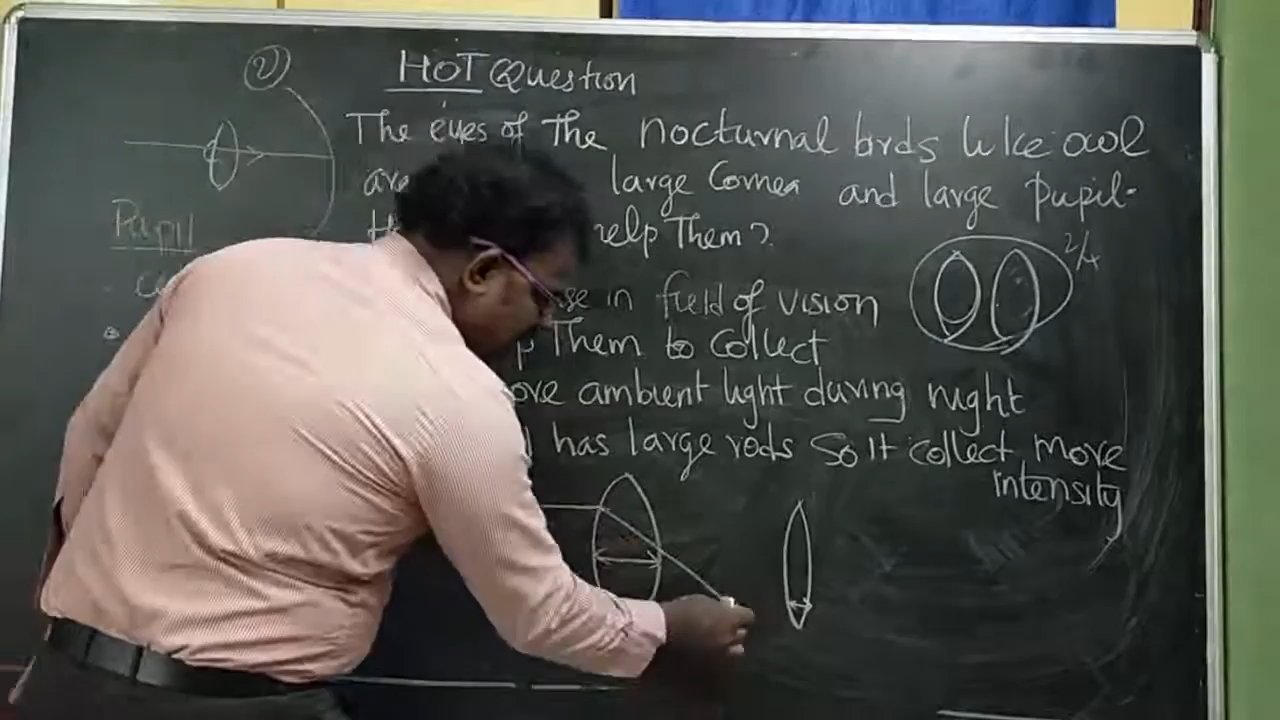 2)
HOT Question
The eyes of the nocturnal birds like owl
are large Cornea and large pupil.
help Them?
Pupil
in field of vision
Them to collect
ambient light during night
has large rods so it collect more
intensity